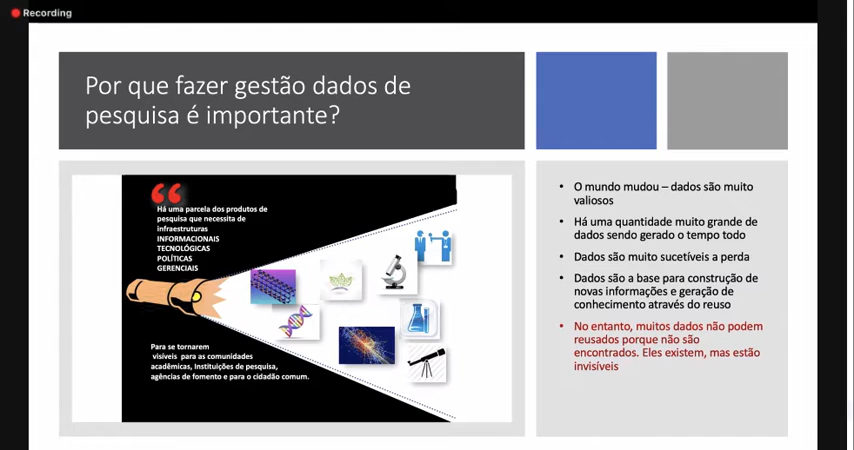 Recording
Por que fazer gestão dados de
pesquisa é importante?
Há uma parcela dos produtos de
pesquisa que necessita de
infraestruturas
INFORMACIONAIS
TECNOLÓGICAS
POLÍTICAS
GERENCIAIS
Para se tornarem
visíveis para as comunidades
acadêmicas, Instituições de pesquisa,
agências de fomento e para o cidadão comum.
• O mundo mudou – dados são muito
valiosos
• Há uma quantidade muito grande de
dados sendo gerado o tempo todo
• Dados são muito sucetíveis a perda
• Dados são a base para construção de
novas informações e geração de
conhecimento através do reuso
• No entanto, muitos dados não podem
reusados porque não são
encontrados. Eles existem, mas estão
invisíveis